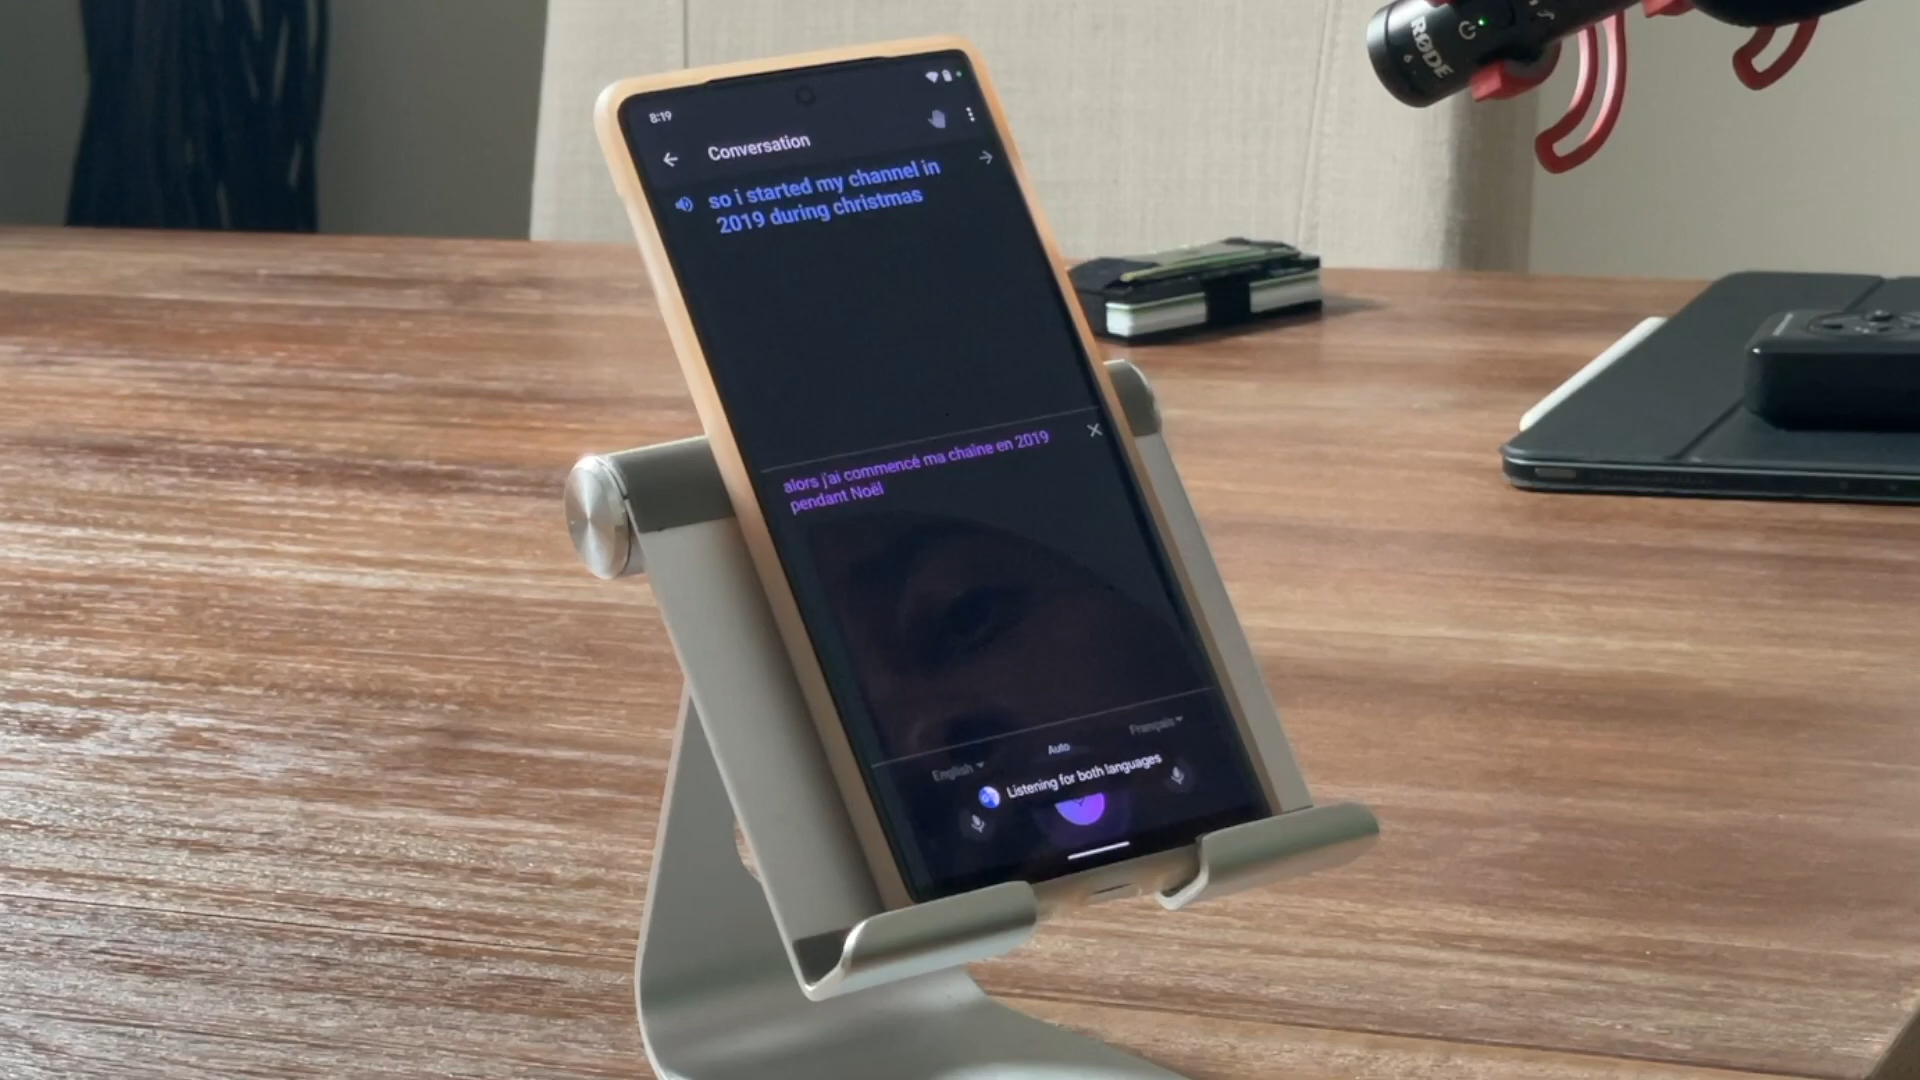 8:19
Conversation
so i started my channel in
2019 during christmas
alors j'ai commencé ma chaîne en 2019
pendant Noël
English
Auto
Français
Listening for both languages
RØDE